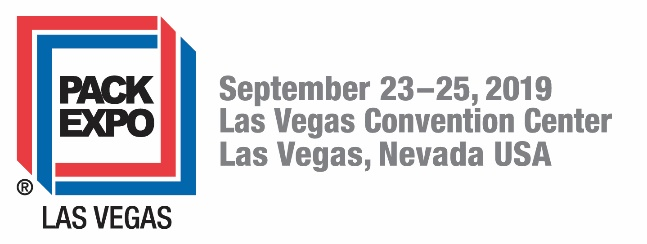 PACK
EXPO
®
LAS VEGAS
September 23–25, 2019
Las Vegas Convention Center
Las Vegas, Nevada USA